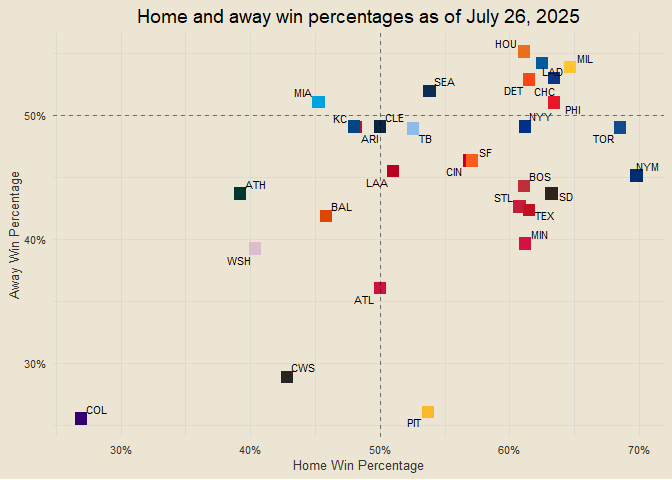 Home and away win percentages as of July 26, 2025
HOU
MIL
LAD
SEA
DET
CHC
MIA
PHI
50%
KC
CLE
NYY
ARI
TB
TOR
SF
CIN
NYM
LAA
BOS
ATH
STL
SD
BAL
TEX
MIN
40%
WSH
ATL
30%
CWS
COL
PIT
30%
40%
50%
60%
70%
Home Win Percentage
Away Win Percentage